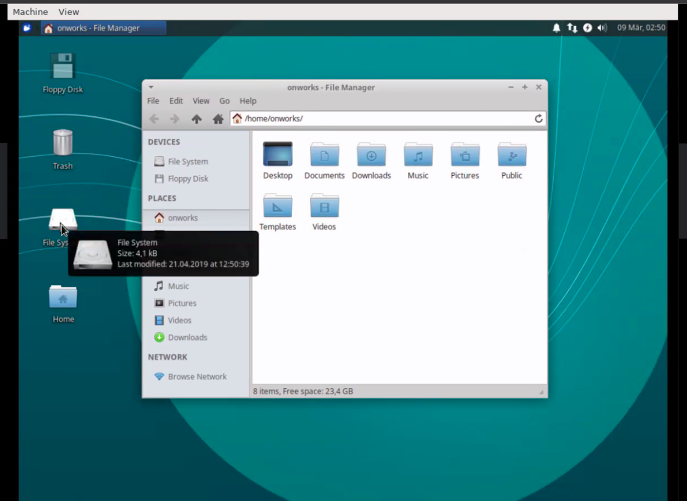 Machine View
onworks - File Manager
09 Mär, 02:50
Floppy Disk
Trash
File Sys
Home
onworks - File Manager
File Edit View Go Help
/home/onworks/
DEVICES
File System
Floppy Disk
PLACES
onworks
Music
Pictures
Videos
Downloads
NETWORK
Browse Network
Desktop Documents Downloads Music Pictures Public
Templates Videos
8 items, Free space: 23,4 GB
File System
Size: 4,1 kB
Last modified: 21.04.2019 at 12:50:39